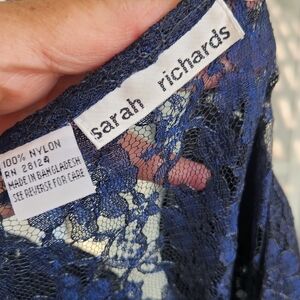 sarah richards
100% NYLON
RN 28124
MADE IN BANGLADESH
SEE REVERSE FOR CARE